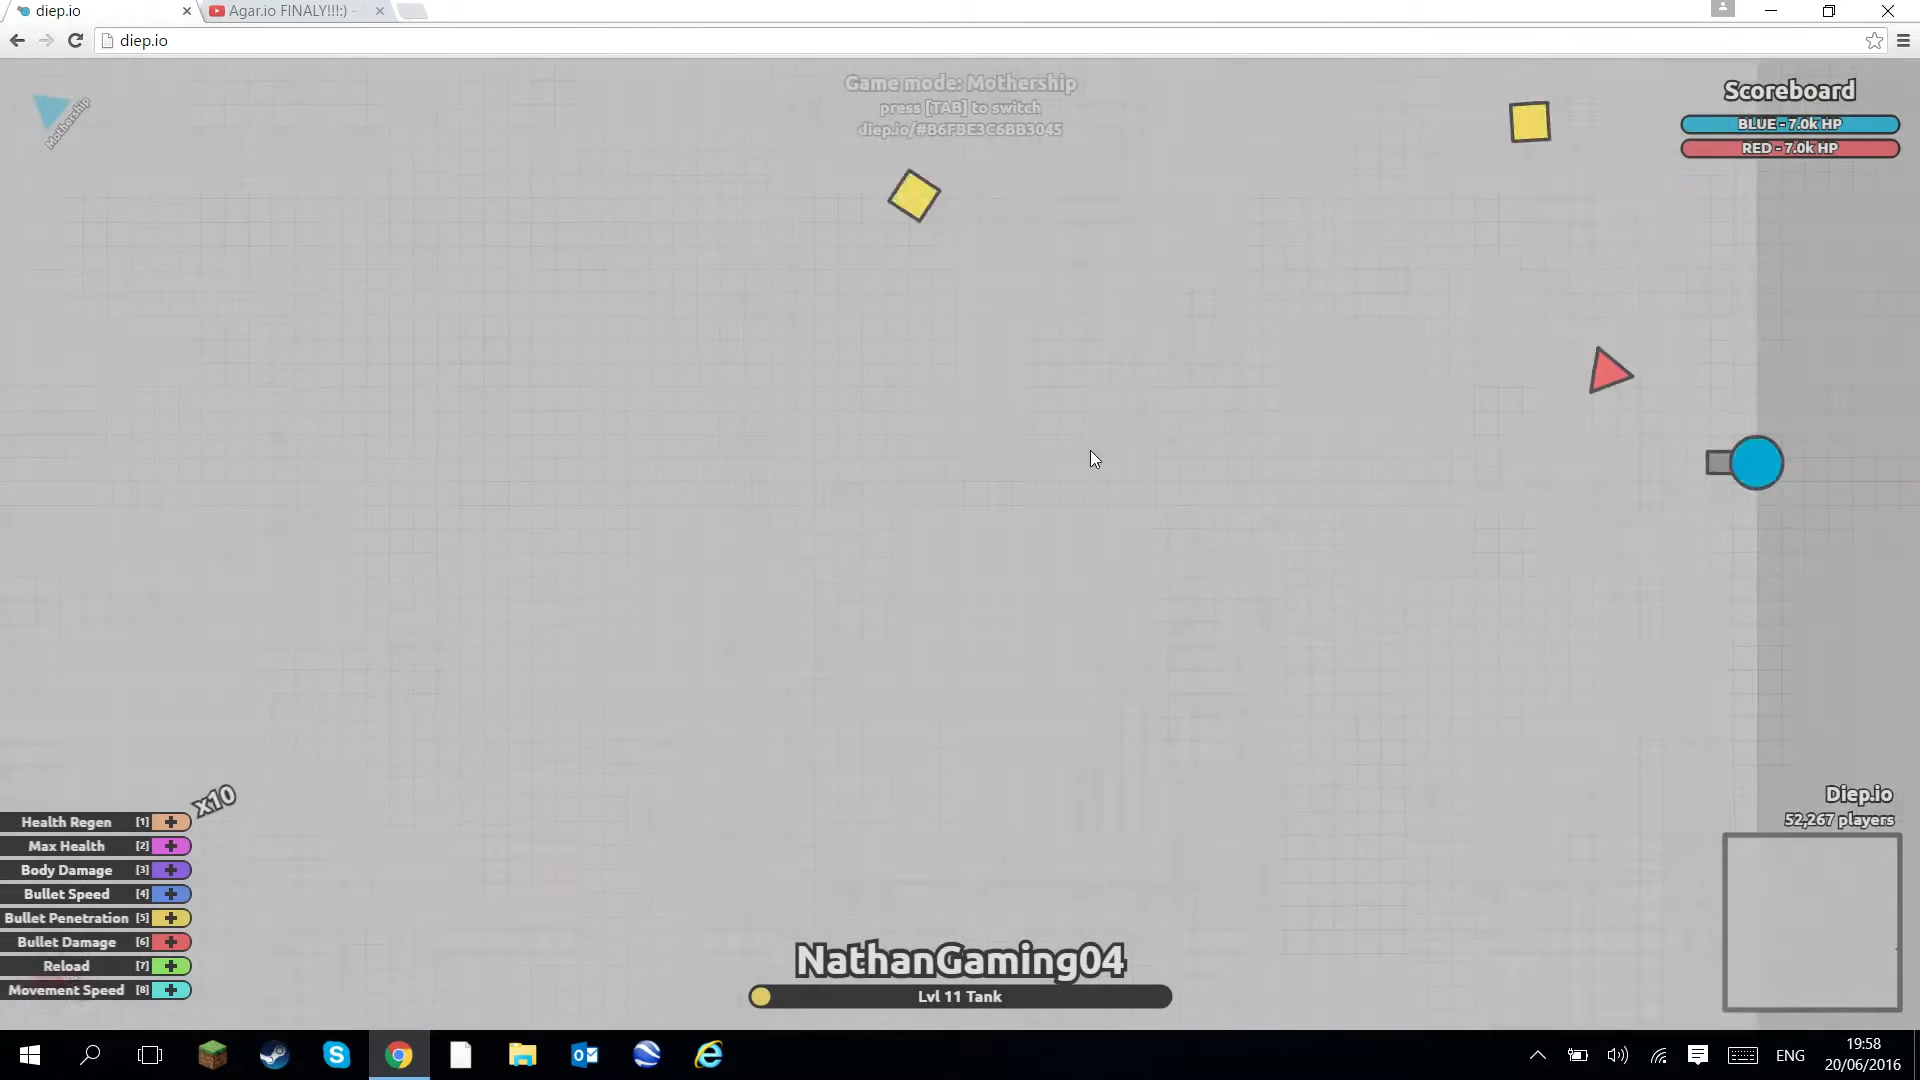 diep.io
Agar.io FINALY!!!:) -
diep.io
Mothership
Game mode: Mothership
press [TAB] to switch
diep.io/#B6FBE3C6BB3045
Scoreboard
BLUE - 7.0k HP
RED - 7.0k HP
x10
Health Regen [1]
Max Health [2]
Body Damage [3]
Bullet Speed [4]
Bullet Penetration [5]
Bullet Damage [6]
Reload [7]
Movement Speed [8]
NathanGaming04
Lvl 11 Tank
Diep.io
52,267 players
ENG
19:58
20/06/2016